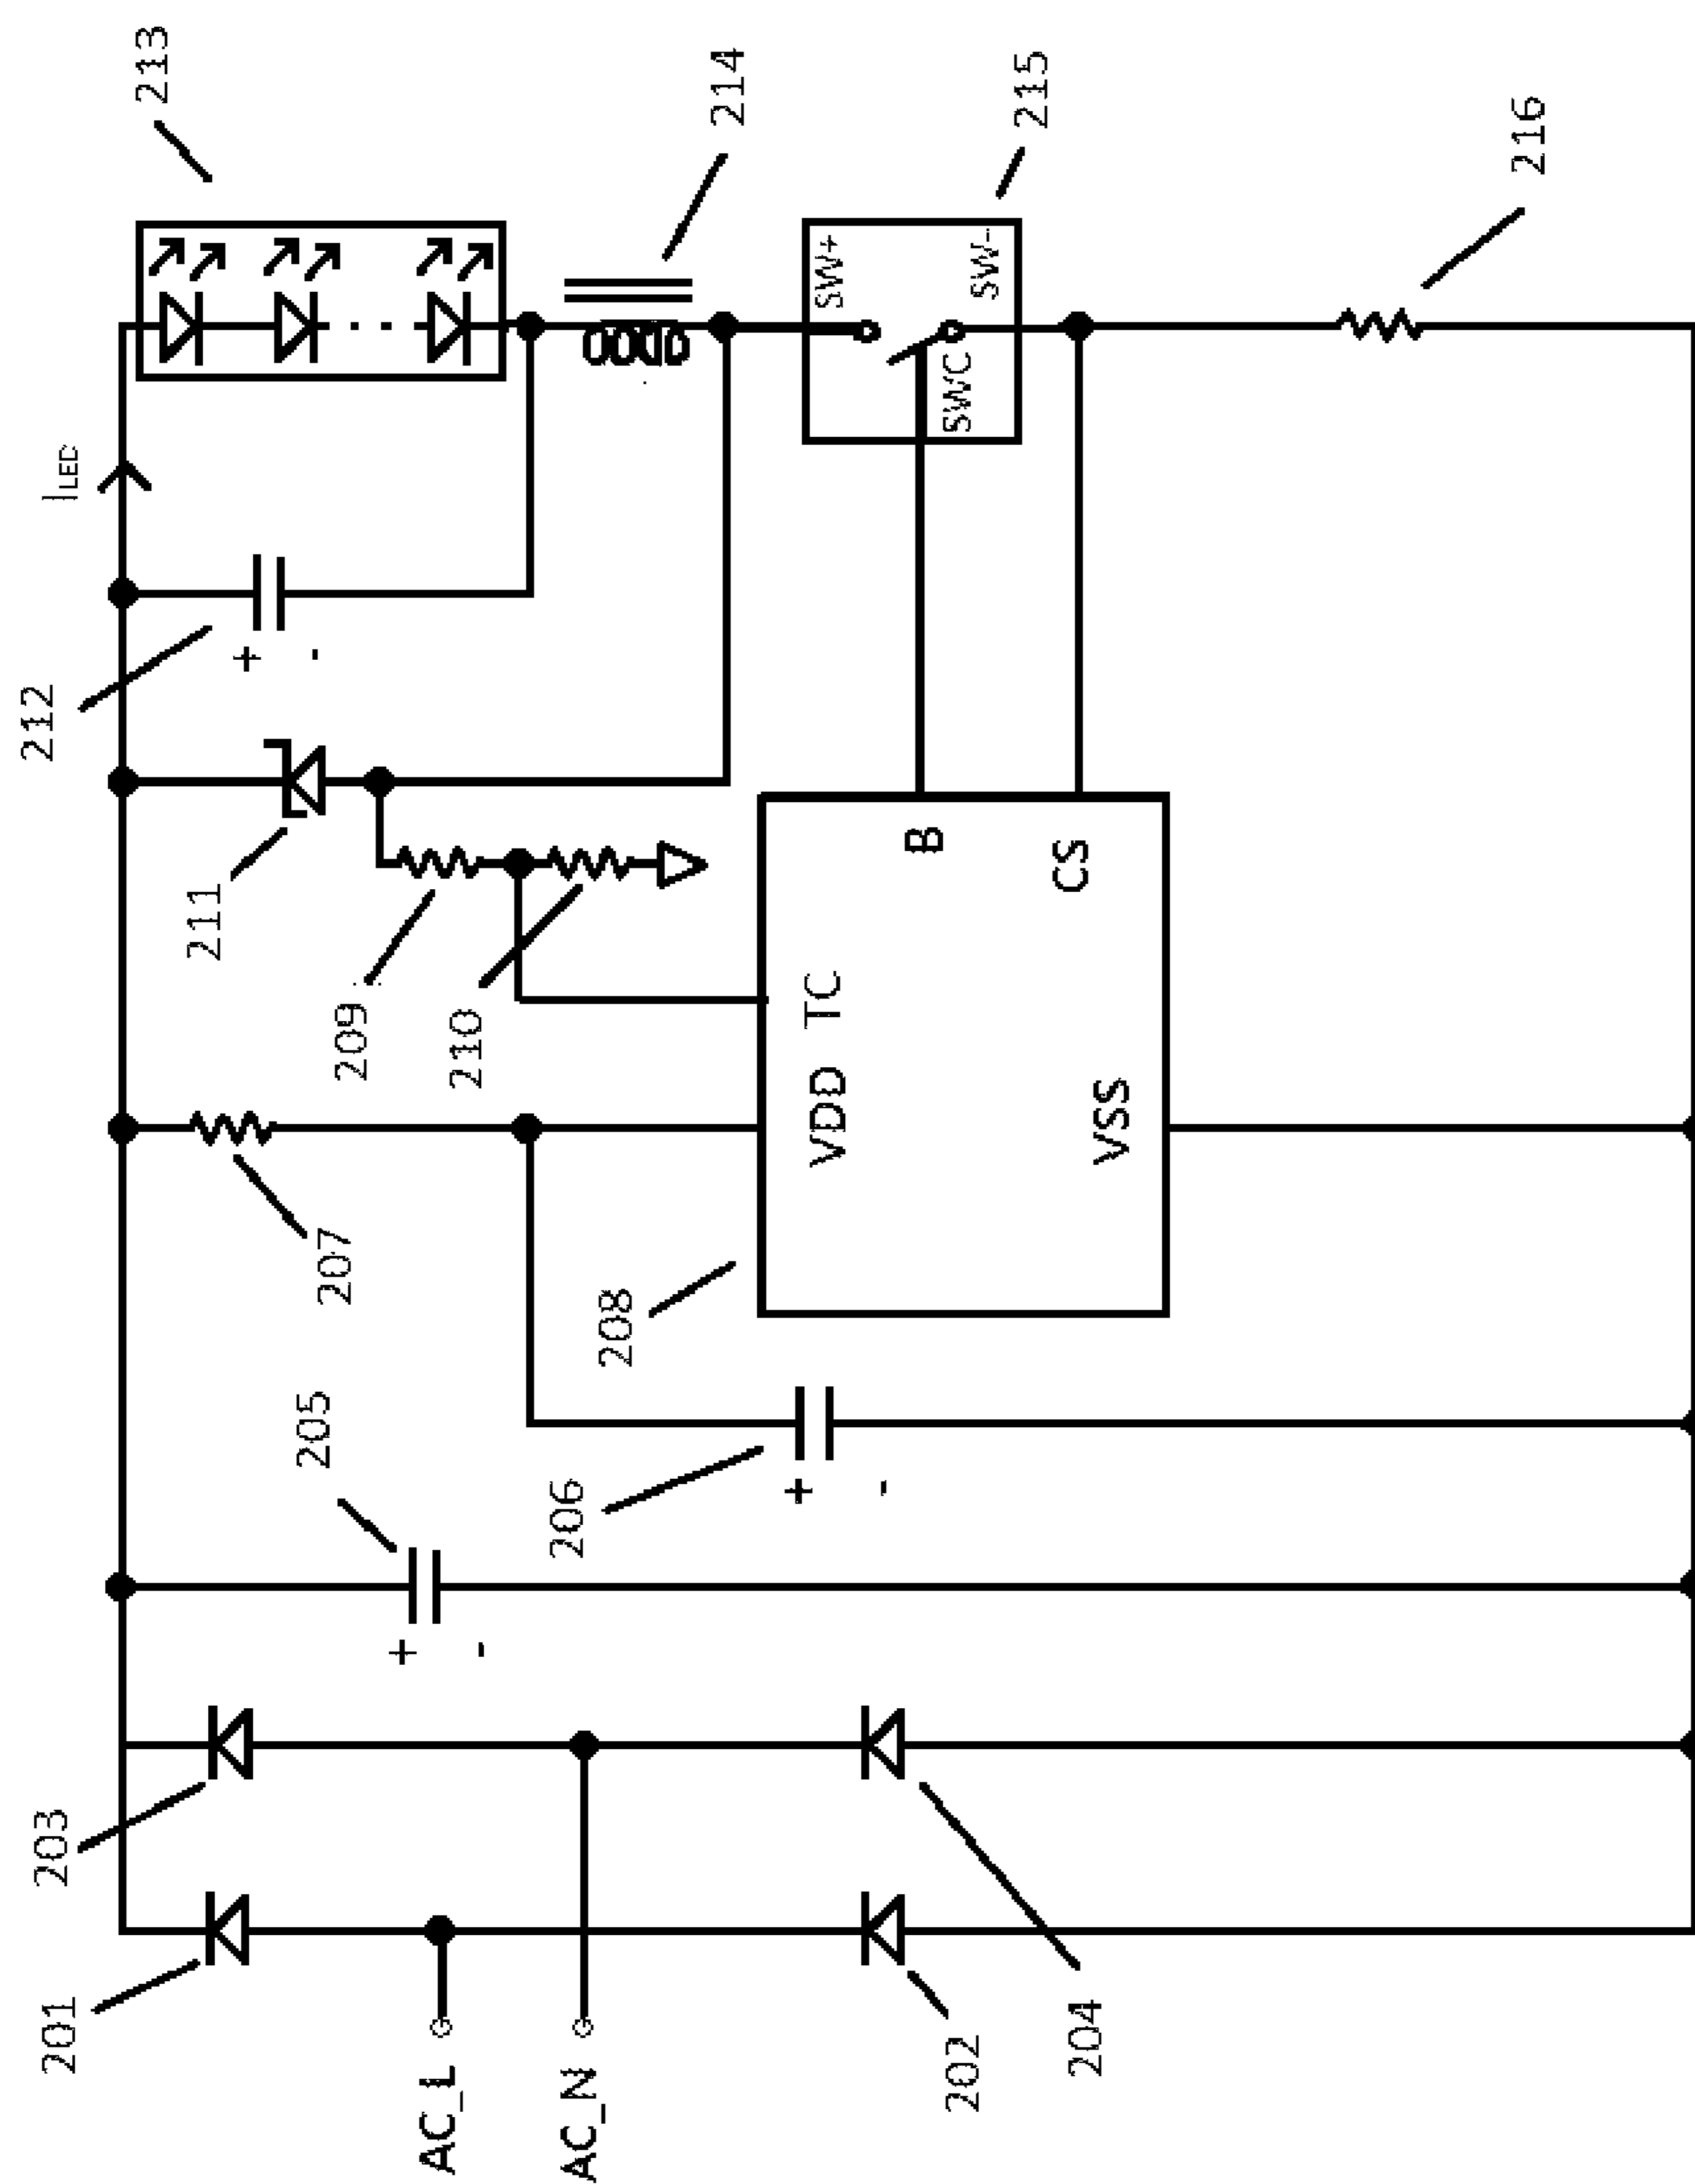 201
203
205
207
211
212
I LED
213
209
210
214
AC_L
AC_N
206
+
-
+
-
+
-
208
VDD
TC
B
VSS
CS
SW+
SWC
SW-
215
202
204
216